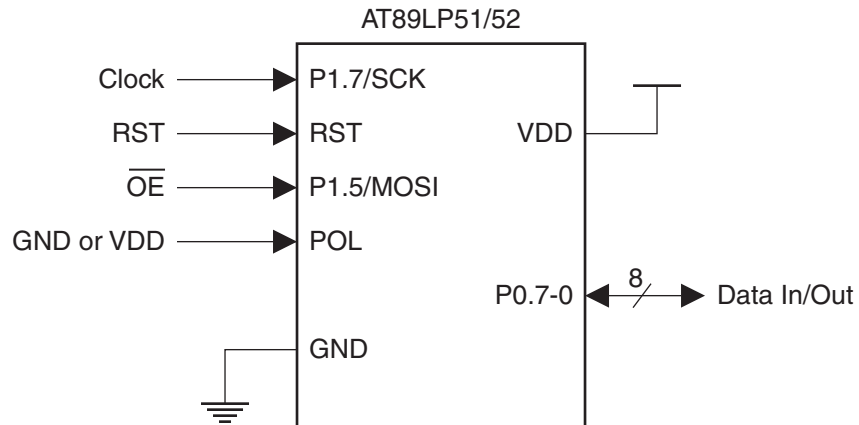 AT89LP51/52
Clock P1.7/SCK
RST RST VDD
OE P1.5/MOSI
GND or VDD POL
P0.7-0 8 Data In/Out
GND